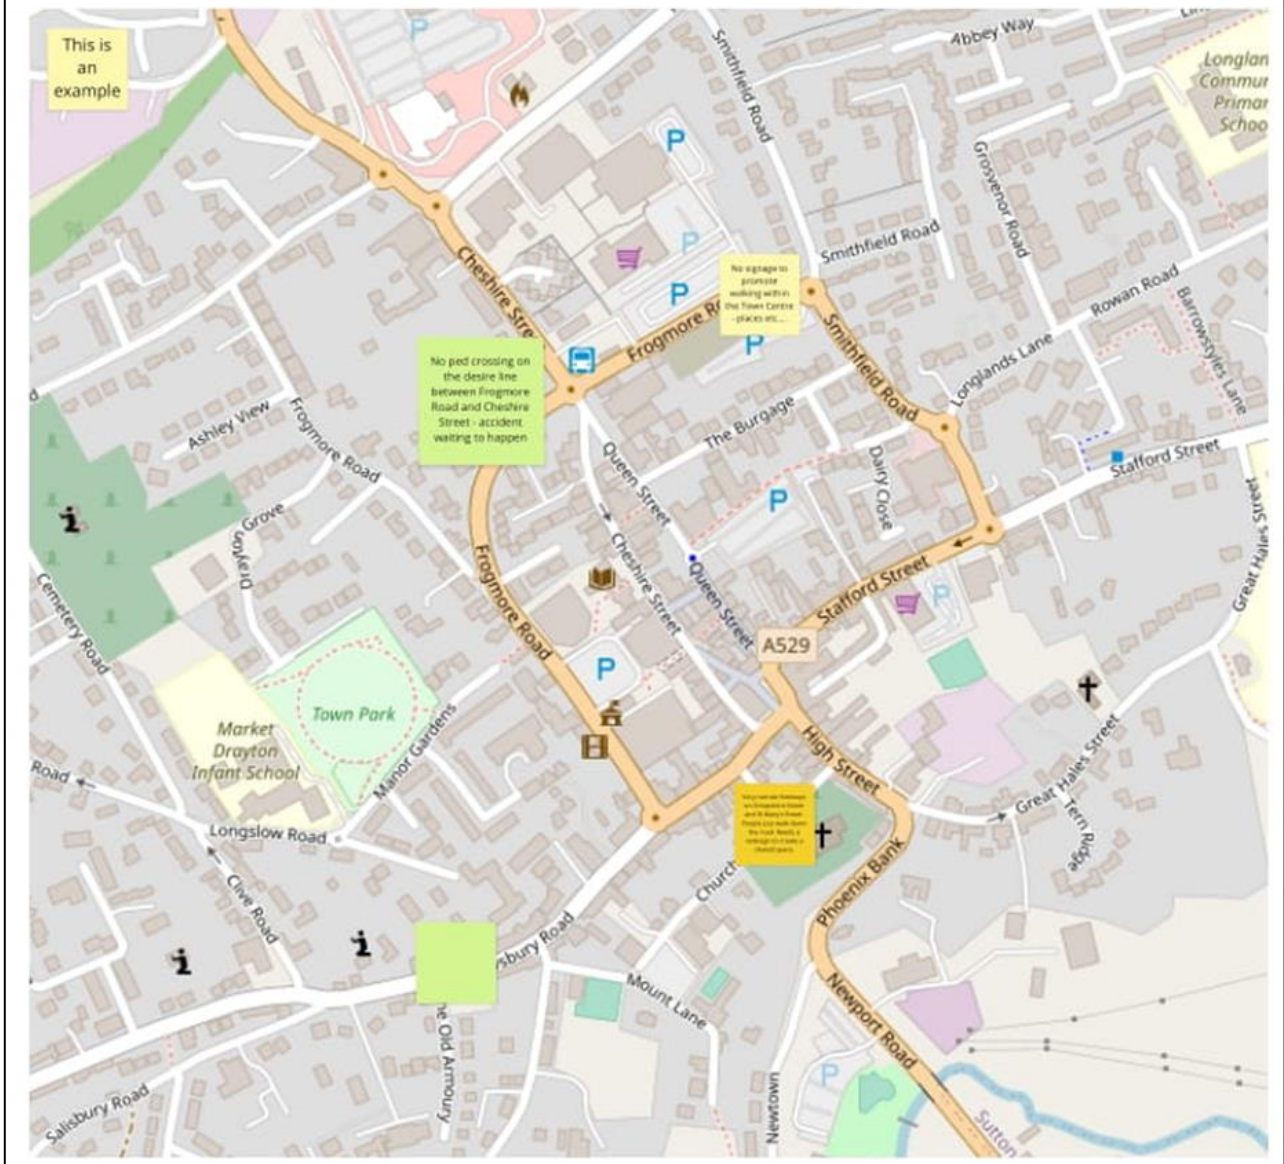 This is
an
example
P
Smithfield Road
Abbey Way
Longlan
Commun
Primar
Schoo
P
Grosvenor Road
Cheshire Stree
P
Smithfield Road
No signage to
promote
walking within
the Town Centre
- places etc...
P
Rowan Road
Barrowstyles Lane
Frogmore Ro
P
No ped crossing on
the desire line
between Frogmore
Road and Cheshire
Street - accident
waiting to happen
Smithfield Road
Longlands Lane
Ashley View
Frogmore Road
The Burgage
Queen Street
Dairy Close
Stafford Street
P
Great Hales Street
Drayton
Grove
Cheshire Street
Frogmore Road
Queen Street
Stafford Street
P
Cemetery Road
A529
P
Town Park
Market
Drayton
Infant School
Manor Gardens
High Street
Great Hales Street
Road
Tern Ridge
Longslow Road
Church
Phoenix Bank
Clive Road
sbury Road
Mount Lane
Newport Road
he Old Armoury
P
Newtown
Salisbury Road
Sutton